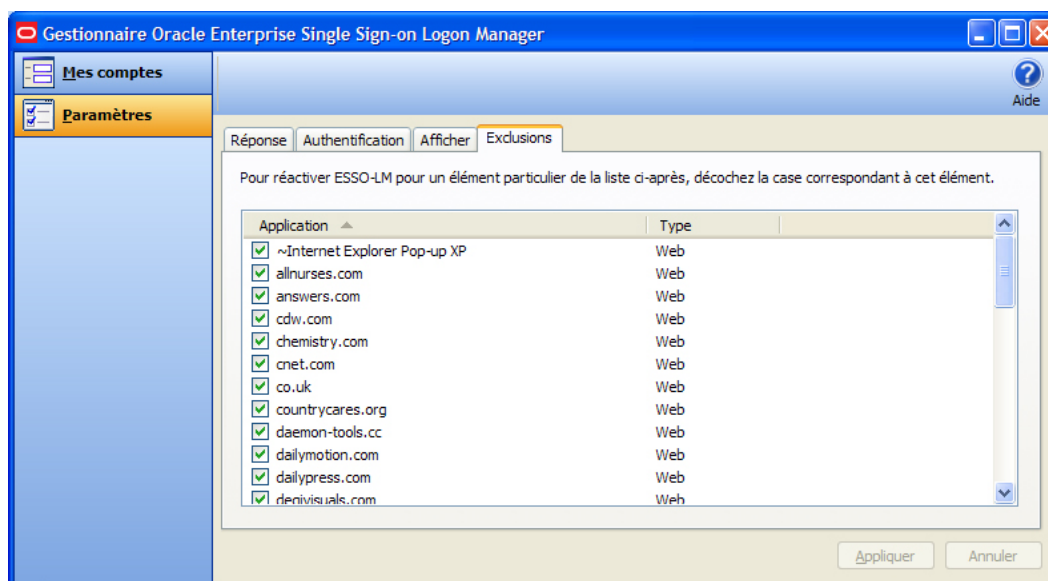 Gestionnaire Oracle Enterprise Single Sign-on Logon Manager
Mes comptes
Paramètres
Aide
Réponse Authentification Afficher Exclusions
Pour réactiver ESSO-LM pour un élément particulier de la liste ci-après, décochez la case correspondant à cet élément.
Application Type
~Internet Explorer Pop-up XP Web
allnurses.com Web
answers.com Web
cdw.com Web
chemistry.com Web
cnet.com Web
co.uk Web
countrycares.org Web
daemon-tools.cc Web
dailymotion.com Web
dailypress.com Web
degivisuals.com Web
Appliquer Annuler